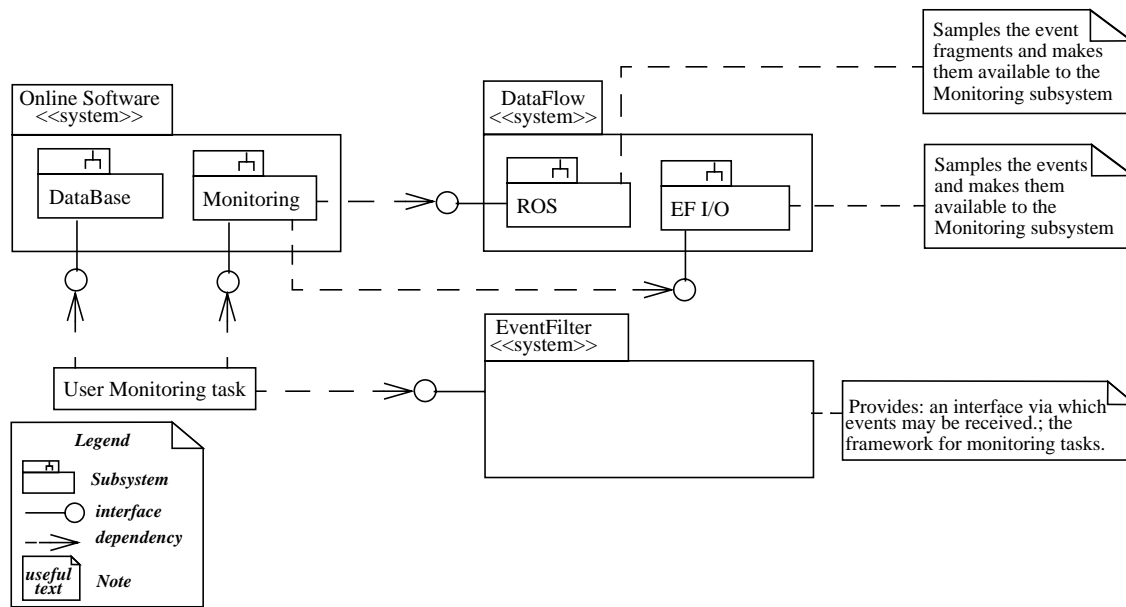 Samples the event
fragments and makes
them available to the
Monitoring subsystem
Online Software
<<system>>
DataBase
Monitoring
DataFlow
<<system>>
ROS
EF I/O
Samples the events
and makes them
available to the
Monitoring subsystem
EventFilter
<<system>>
User Monitoring task
Provides: an interface via which
events may be received.; the
framework for monitoring tasks.
Legend
Subsystem
interface
dependency
useful
text
Note